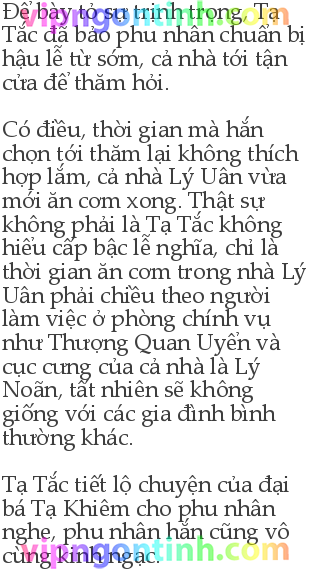 Để bày tỏ sự trịnh trọng, Tạ
Tắc đã bảo phu nhân chuẩn bị
hậu lễ từ sớm, cả nhà tới tận
cửa để thăm hỏi.

Có điều, thời gian mà hắn
chọn tới thăm lại không thích
hợp lắm, cả nhà Lý Uân vừa
mới ăn cơm xong. Thật sự
không phải là Tạ Tắc không
hiểu cấp bậc lễ nghĩa, chỉ là
thời gian ăn cơm trong nhà Lý
Uân phải chiều theo người
làm việc ở phòng chính vụ
như Thượng Quan Uyển và
cục cưng của cả nhà là Lý
Noãn, tất nhiên sẽ không
giống với các gia đình bình
thường khác.

Tạ Tắc tiết lộ chuyện của đại
bá Tạ Khiêm cho phu nhân
nghe, phu nhân hắn cũng vô
cùng kinh ngạc.
vipngontinh.com
vipngontinh.com